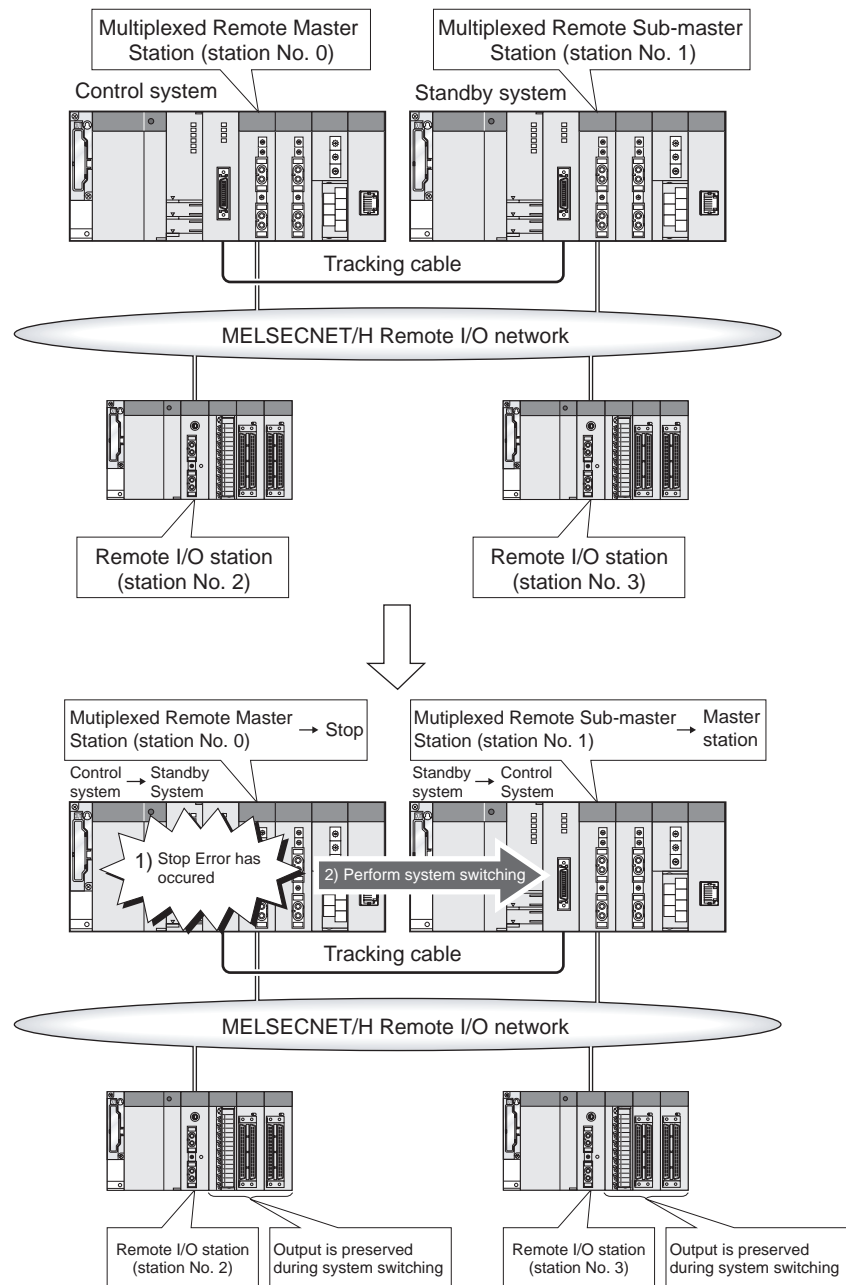 Multiplexed Remote Master
Station (station No. 0)
Multiplexed Remote Sub-master
Station (station No. 1)
Control system
Standby system
Tracking cable
MELSECNET/H Remote I/O network
Remote I/O station
(station No. 2)
Remote I/O station
(station No. 3)
Mutiplexed Remote Master
Station (station No. 0)
→ Stop
Mutiplexed Remote Sub-master
Station (station No. 1)
→ Master
station
Control → Standby
system System
Standby → Control
system System
1) Stop Error has
occured
2) Perform system switching
Tracking cable
MELSECNET/H Remote I/O network
Remote I/O station
(station No. 2)
Output is preserved
during system switching
Remote I/O station
(station No. 3)
Output is preserved
during system switching